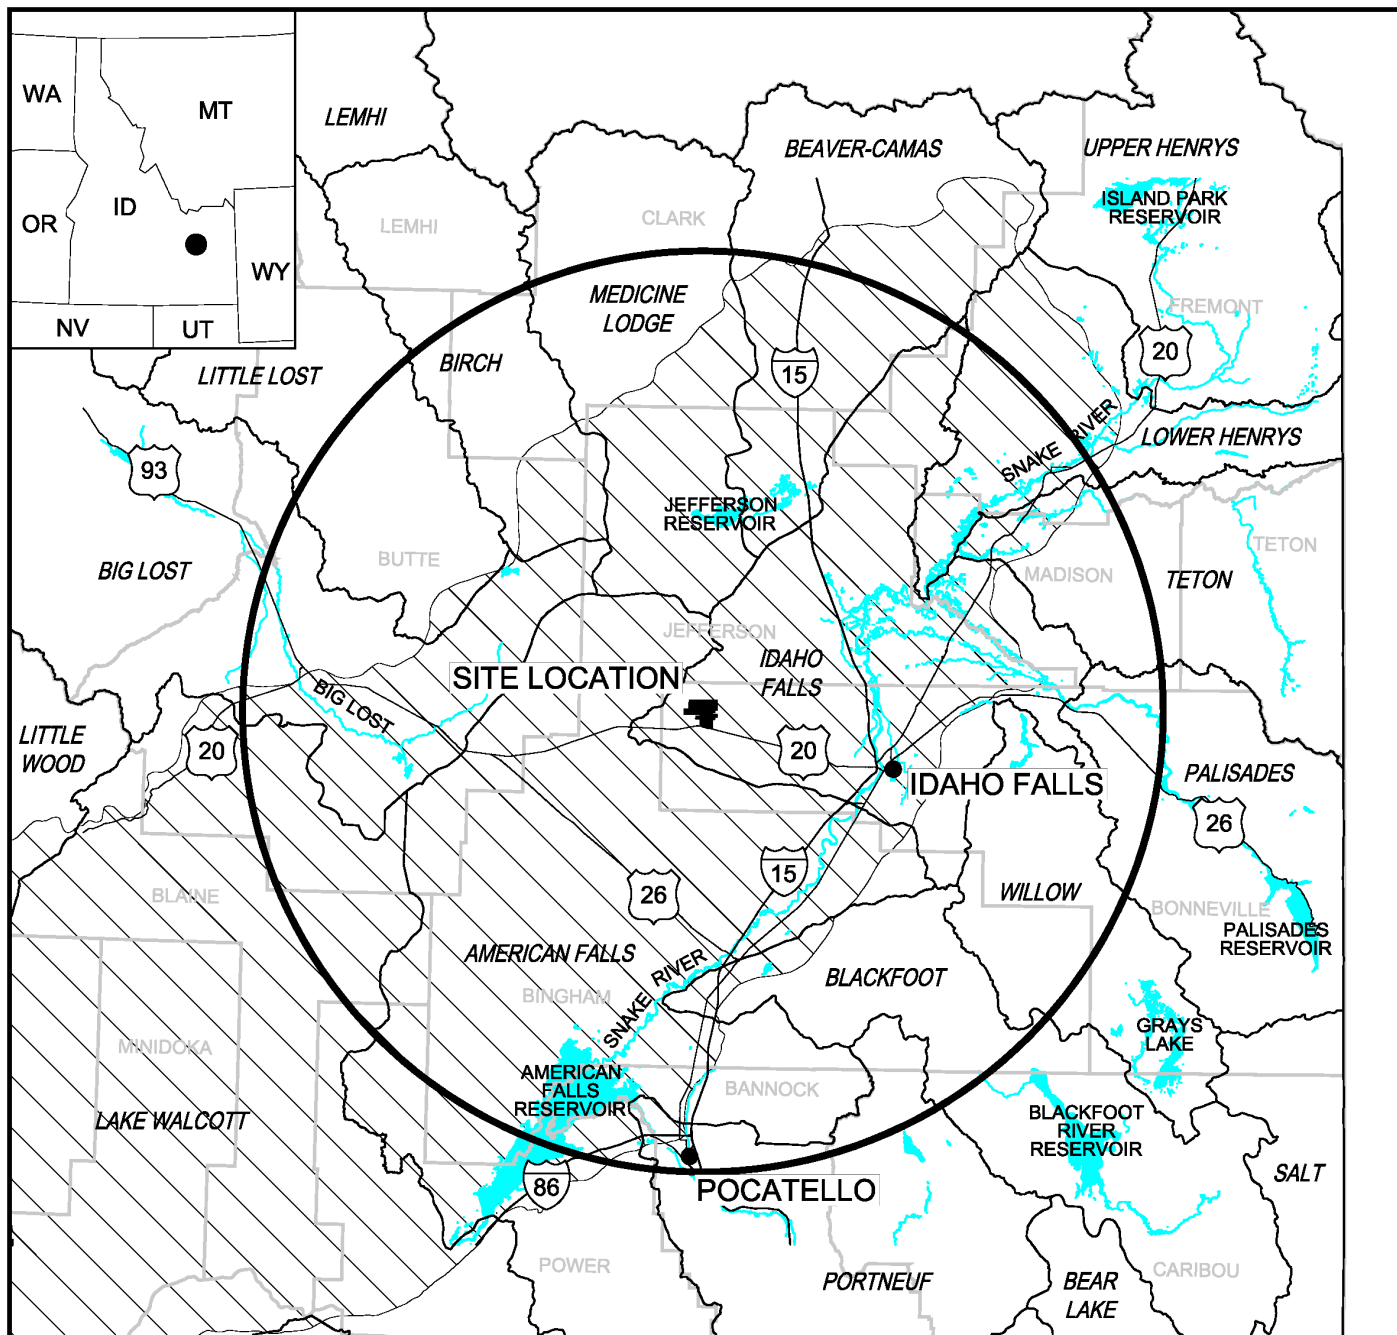 WA
MT
OR
ID
WY
NV
UT
LEMHI
BEAVER-CAMAS
UPPER HENRYS
ISLAND PARK
RESERVOIR
LEMHI
CLARK
FREMONT
MEDICINE
LODGE
BIRCH
LITTLE LOST
15
20
93
SNAKE RIVER
LOWER HENRYS
JEFFERSON
RESERVOIR
BUTTE
BIG LOST
TETON
MADISON
TETON
JEFFERSON
IDAHO
FALLS
SITE LOCATION
BIG LOST
LITTLE
WOOD
20
20
IDAHO FALLS
PALISADES
26
15
26
BLAINE
WILLOW
BONNEVILLE
PALISADES
RESERVOIR
AMERICAN FALLS
SNAKE RIVER
BLACKFOOT
BINGHAM
GRAYS
LAKE
MINIDOKA
AMERICAN
FALLS
RESERVOIR
BANNOCK
LAKE WALCOTT
BLACKFOOT
RIVER
RESERVOIR
86
POCATELLO
SALT
POWER
PORTNEUF
BEAR
LAKE
CARIBOU